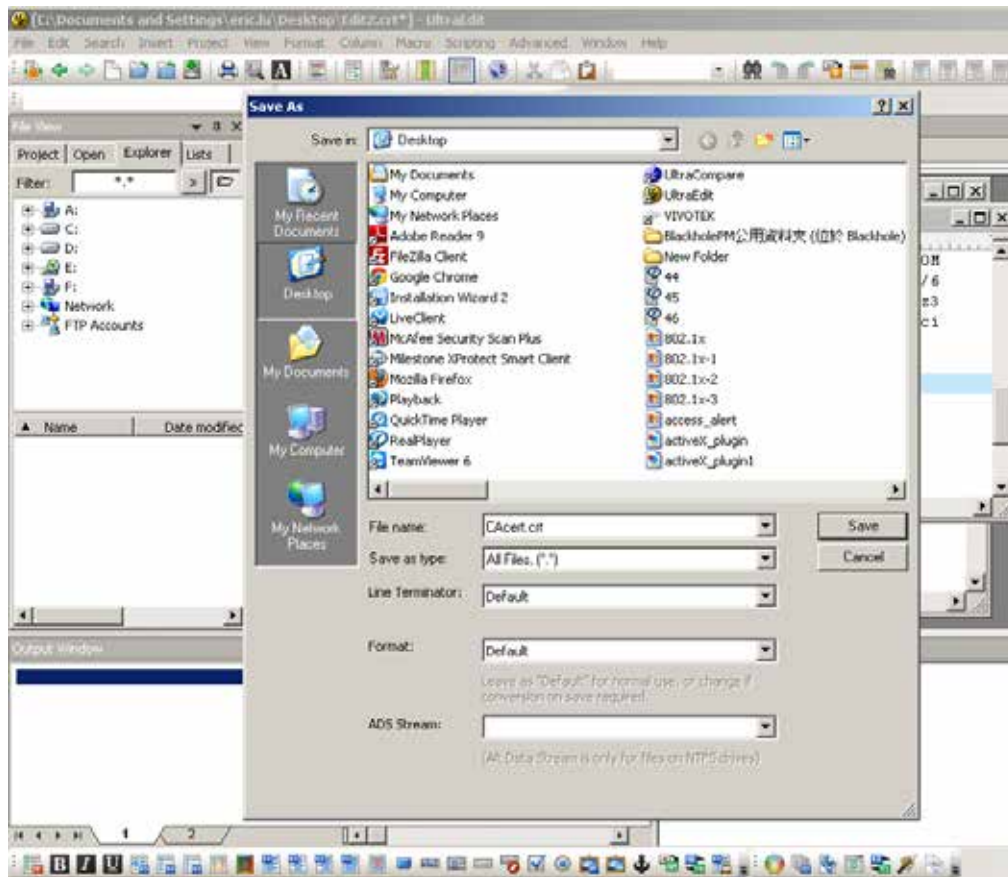 [C:\Documents and Settings\eric.lu\Desktop\Edit2.crt*] - UltraEdit
File Edit Search Insert Project View Format Column Macro Scripting Advanced Window Help
File View
Project Open Explorer Lists
Filter: *.*
A:
C:
D:
E:
F:
Network
FTP Accounts
Name Date modified
Output Window
1 2
Save As
Save in: Desktop
My Recent Documents
Desktop
My Documents
My Computer
My Network Places
My Documents
My Computer
My Network Places
Adobe Reader 9
FileZilla Client
Google Chrome
Installation Wizard 2
LiveClient
McAfee Security Scan Plus
Milestone XProtect Smart Client
Mozilla Firefox
Playback
QuickTime Player
RealPlayer
TeamViewer 6
UltraCompare
UltraEdit
VIVOTEK
BlackholePM公用資料夾 (位於 Blackhole)
New Folder
44
45
46
802.1x
802.1x-1
802.1x-2
802.1x-3
access_alert
activeX_plugin
activeX_plugin1
File name: CAcert.crt
Save
Save as type: All Files, (*.*)
Cancel
Line Terminator: Default
Format: Default
Leave as "Default" for normal use, or change if
conversion on save required
ADS Stream:
(Alt Data Stream is only for files on NTFS drives)
OM
/6
z3
ci
B I U